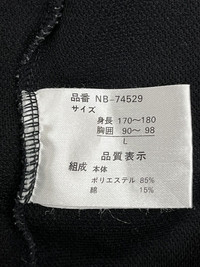 品番 NB-74529
サイズ
身長 170～180
胸囲 90～ 98
L
品質表示
組成 本体
ポリエステル 85%
綿 15%